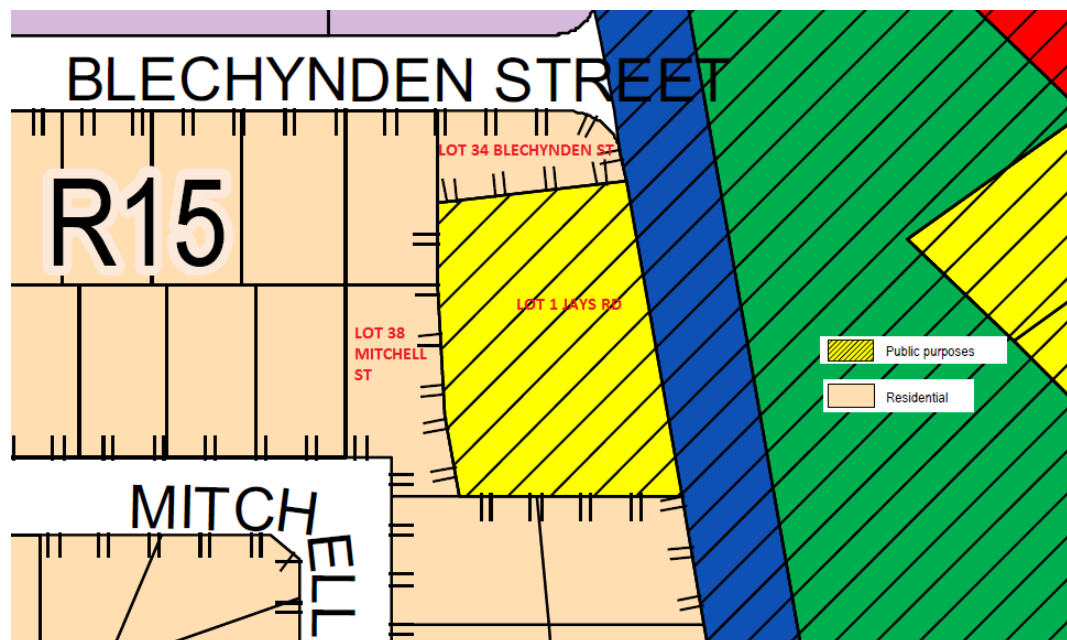 BLECHYNDEN STREET
LOT 34 BLECHYNDEN ST
R15
LOT 1 JAYS RD
LOT 38
MITCHELL
ST
Public purposes
Residential
MITCHELL